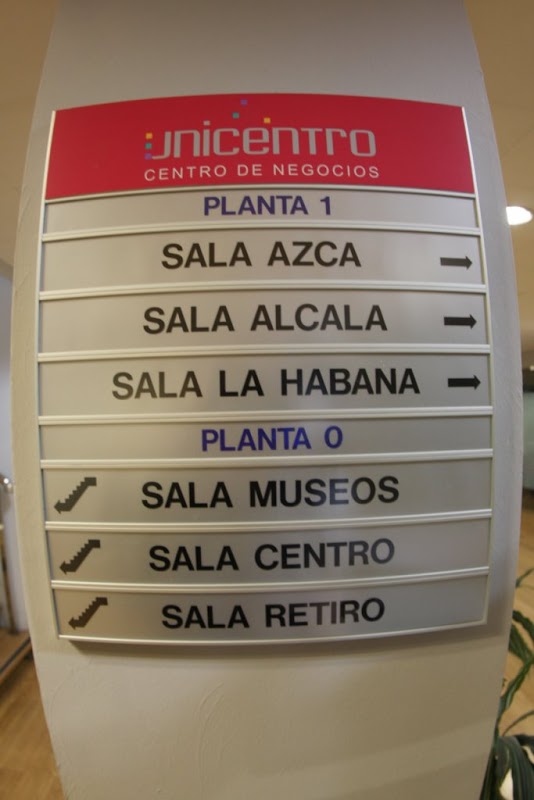 UNICENTRO
CENTRO DE NEGOCIOS
PLANTA 1
SALA AZCA
SALA ALCALA
SALA LA HABANA
PLANTA 0
SALA MUSEOS
SALA CENTRO
SALA RETIRO